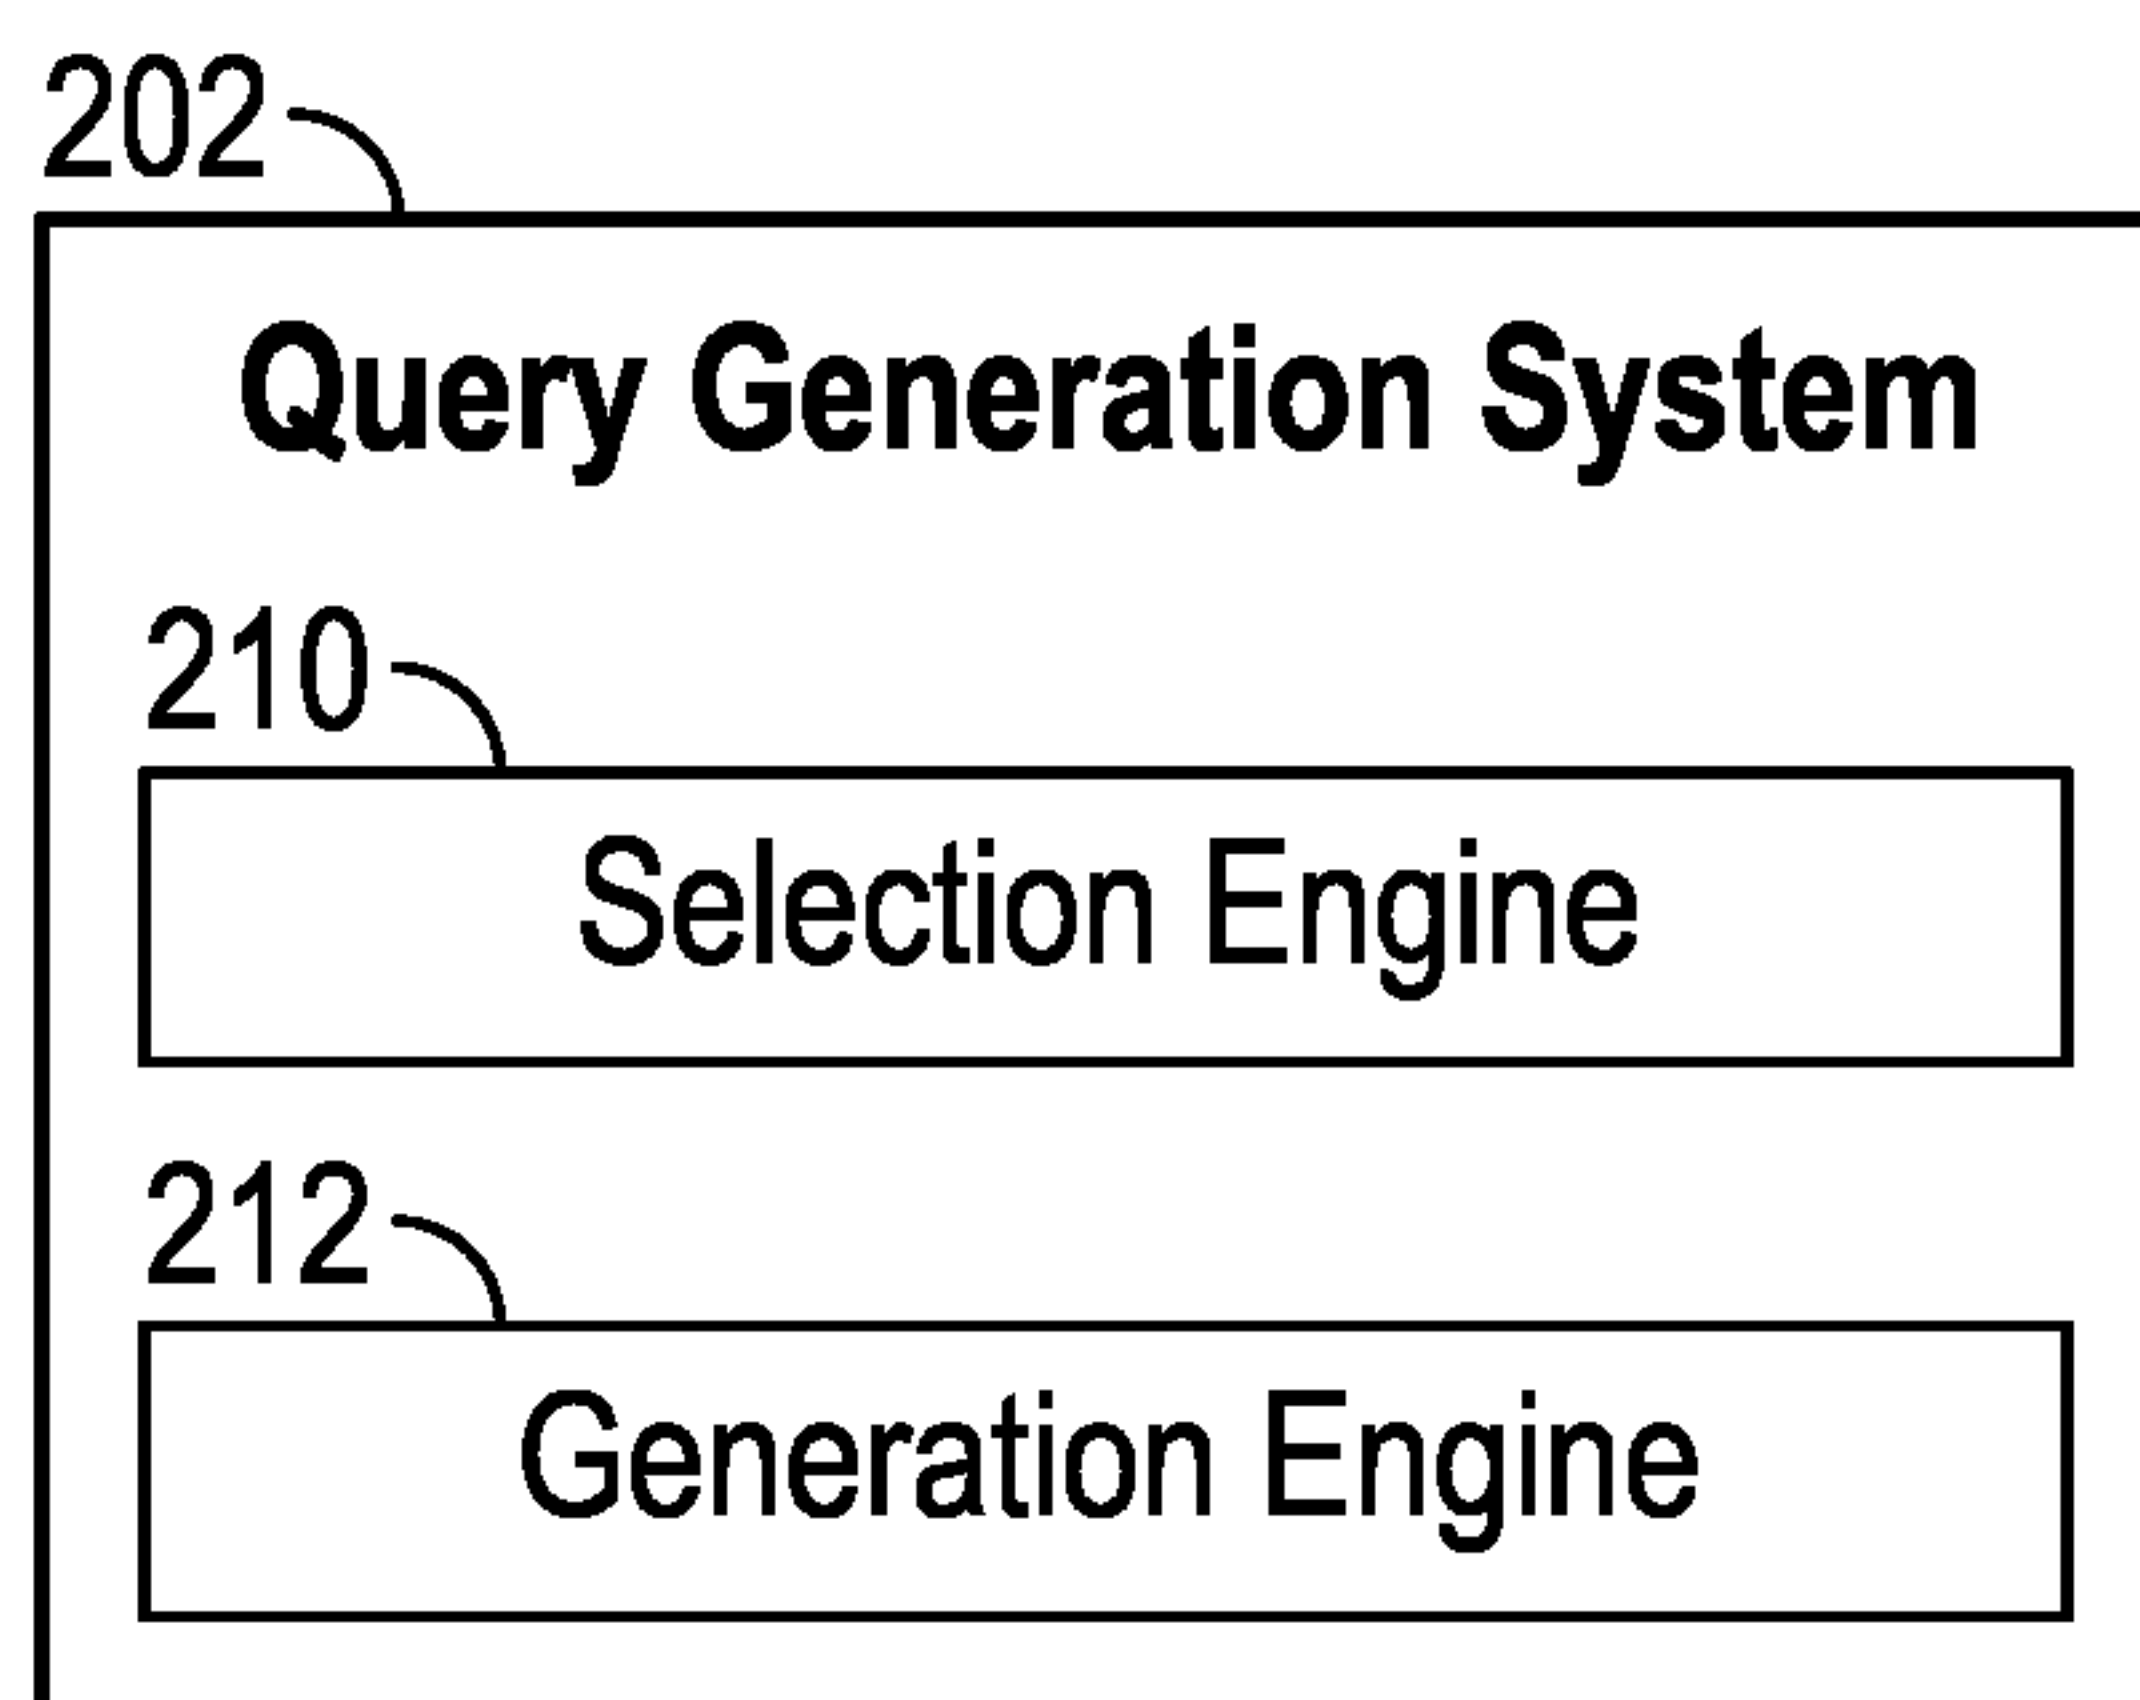 202
Query Generation System
210
Selection Engine
212
Generation Engine